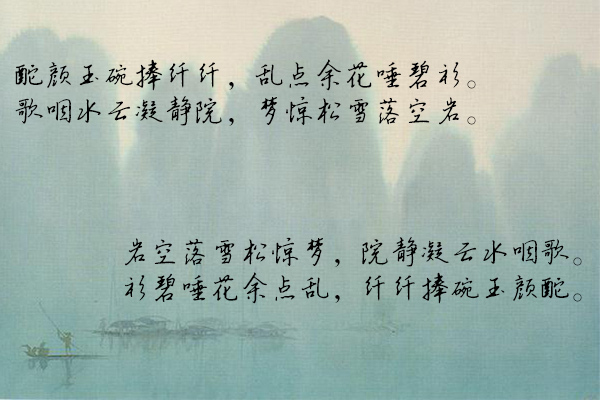 酡颜玉碗捧纤纤，乱点余花唾碧衫。
歌咽水云凝静院，梦惊松雪落空岩。
岩空落雪松惊梦，院静凝云水咽歌。
衫碧唾花余点乱，纤纤捧碗玉颜酡。